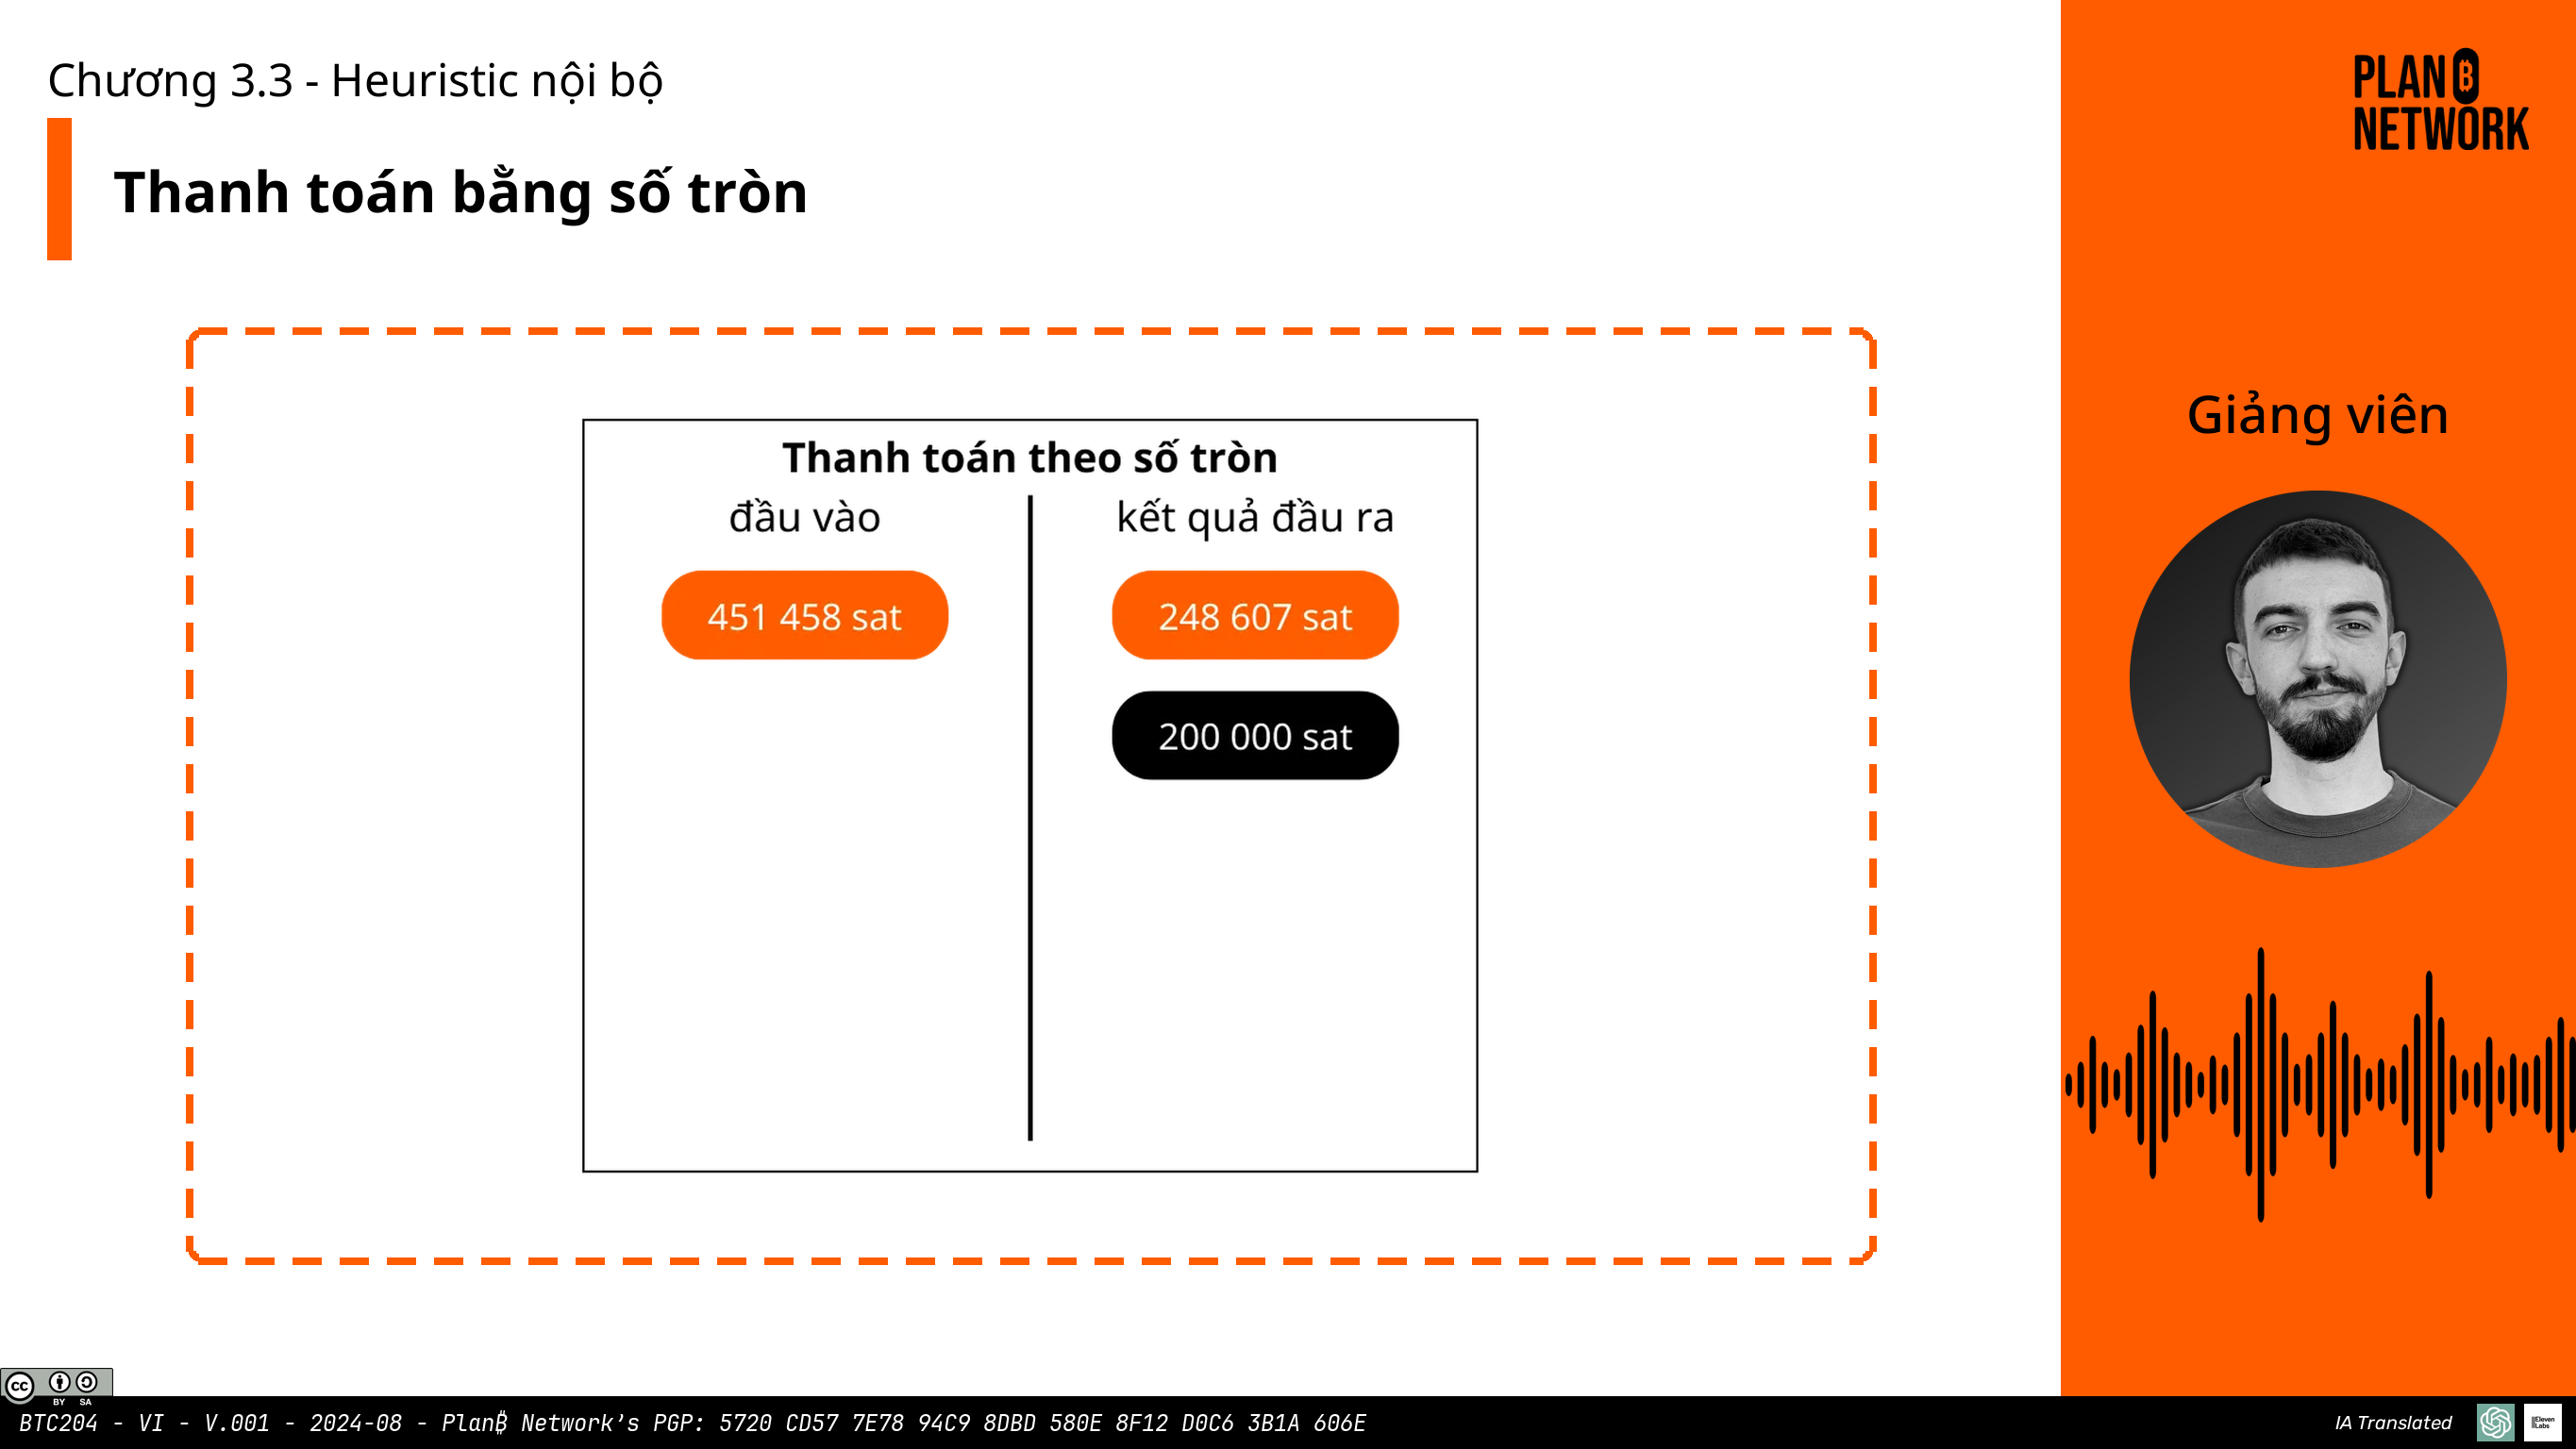 Chương 3.3 - Heuristic nội bộ
Thanh toán bằng số tròn
Thanh toán theo số tròn
đầu vào
kết quả đầu ra
451 458 sat
248 607 sat
200 000 sat
PLAN ₿
NETWORK
Giảng viên
cc
BY SA
BTC204 - VI - V.001 - 2024-08 - Plan₿ Network’s PGP: 5720 CD57 7E78 94C9 8DBD 580E 8F12 D0C6 3B1A 606E
IA Translated
ElevenLabs